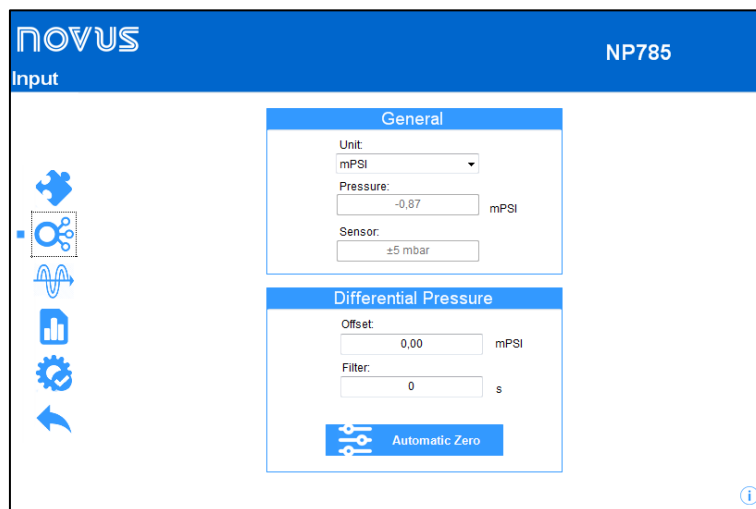 NOVUS
NP785
Input
General
Unit:
mPSI
Pressure:
-0,87 mPSI
Sensor:
±5 mbar
Differential Pressure
Offset:
0,00 mPSI
Filter:
0 s
Automatic Zero
i